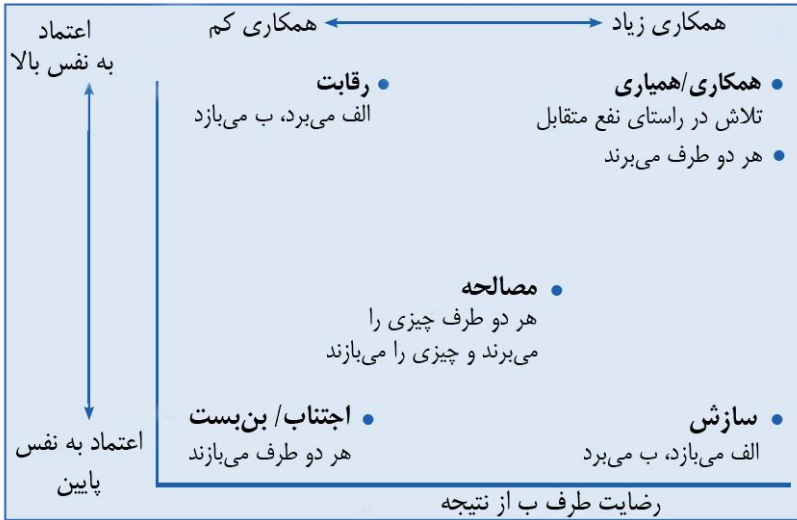 همکاری زیاد
همکاری کم
اعتماد
به نفس بالا
• همکاری/همیاری
تلاش در راستای نفع متقابل
• هر دو طرف می‌برند
• رقابت
الف می‌برد، ب می‌بازد
• مصالحه
هر دو طرف چیزی را
می‌برند و چیزی را می‌بازند
• سازش
الف می‌بازد، ب می‌برد
• اجتناب/ بن‌بست
هر دو طرف می‌بازند
اعتماد به نفس
پایین
رضایت طرف ب از نتیجه